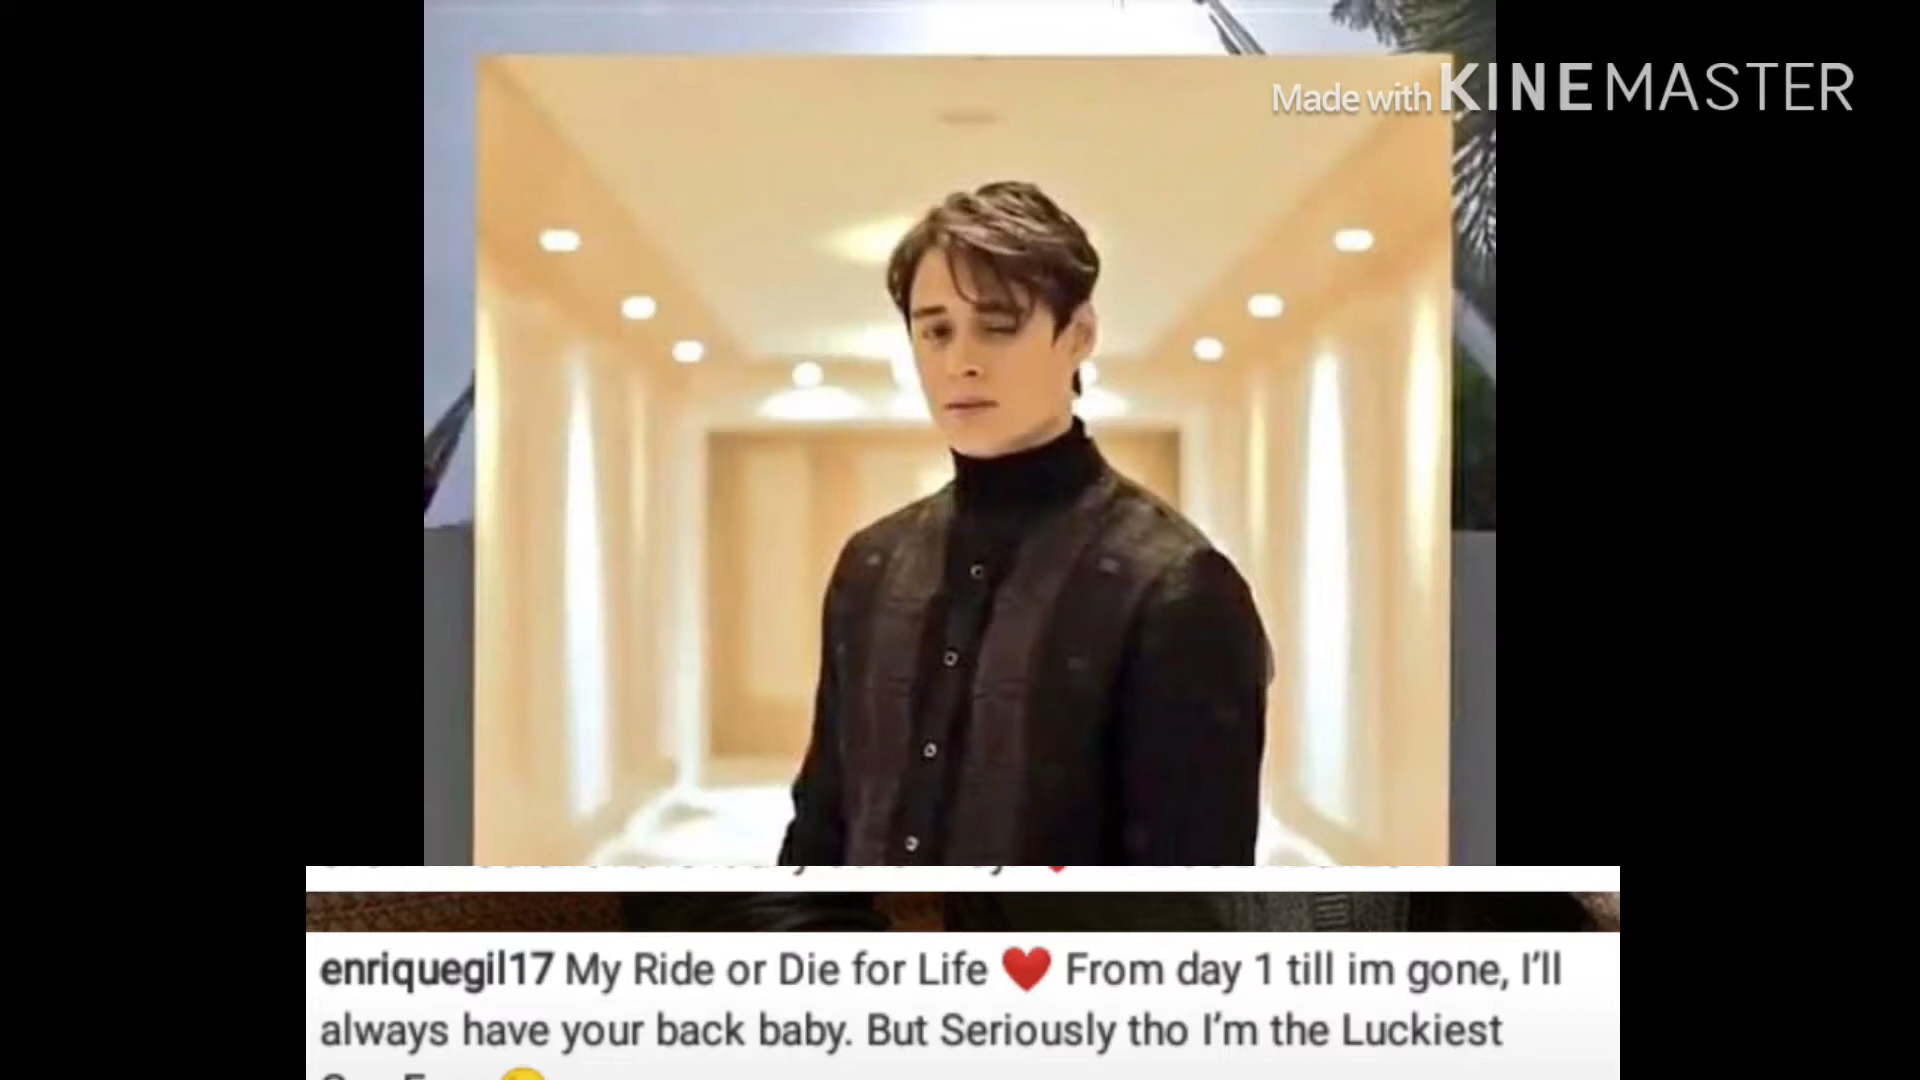 Made with KINEMASTER
enriquegil17 My Ride or Die for Life ❤️ From day 1 till im gone, I’ll
always have your back baby. But Seriously tho I’m the Luckiest